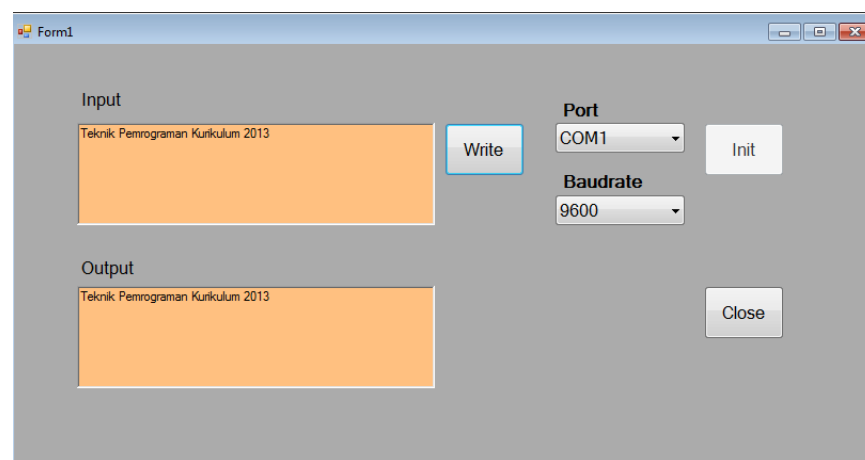 Form1
Input
Teknik Pemrograman Kurikulum 2013
Write
Port
COM1
Init
Baudrate
9600
Output
Teknik Pemrograman Kurikulum 2013
Close